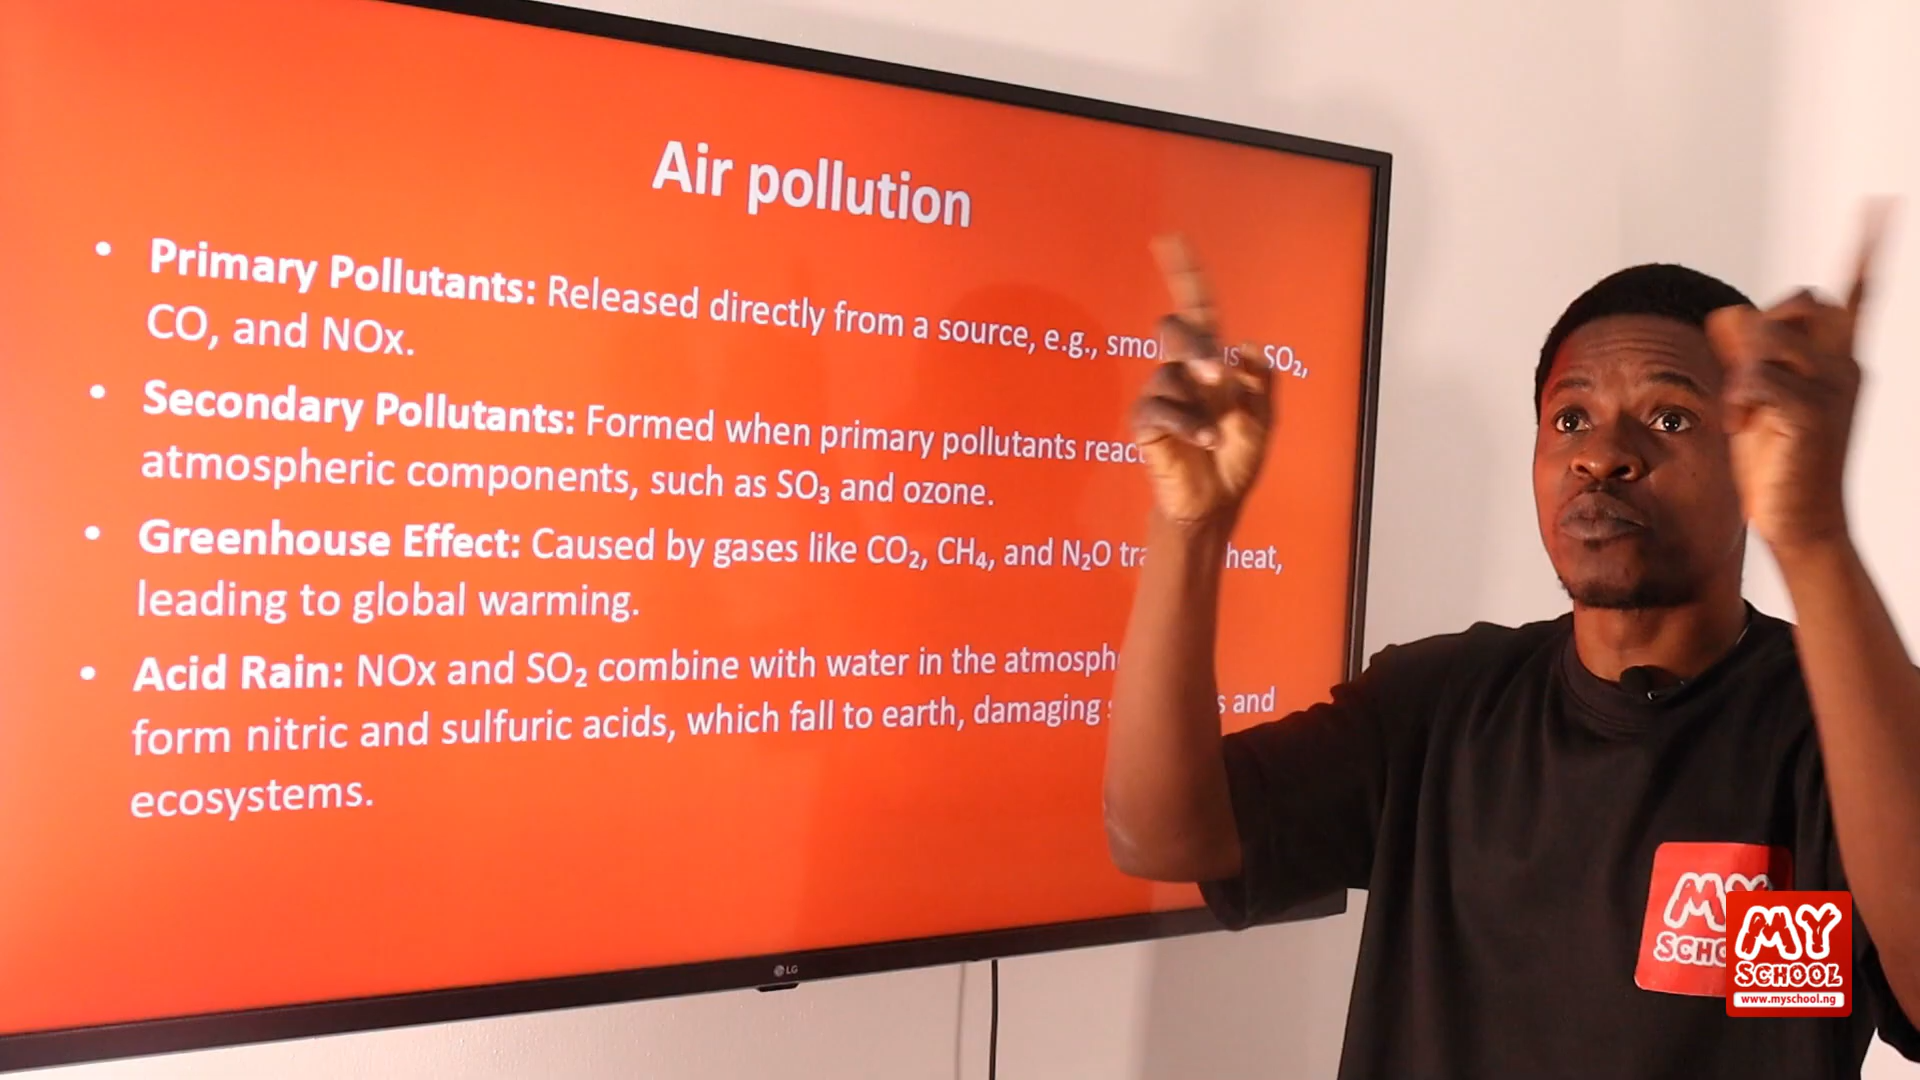 Air pollution
• Primary Pollutants: Released directly from a source, e.g., SO₂,
CO, and NOx.
• Secondary Pollutants: Formed when primary pollutants
atmospheric components, such as SO₃ and ozone.
• Greenhouse Effect: Caused by gases like CO₂, CH₄, and N₂O heat,
leading to global warming.
• Acid Rain: NOx and SO₂ combine with water in the
form nitric and sulfuric acids, which fall to earth, damaging and
ecosystems.
LG
MY
MY
SCHOOL
www.myschool.ng